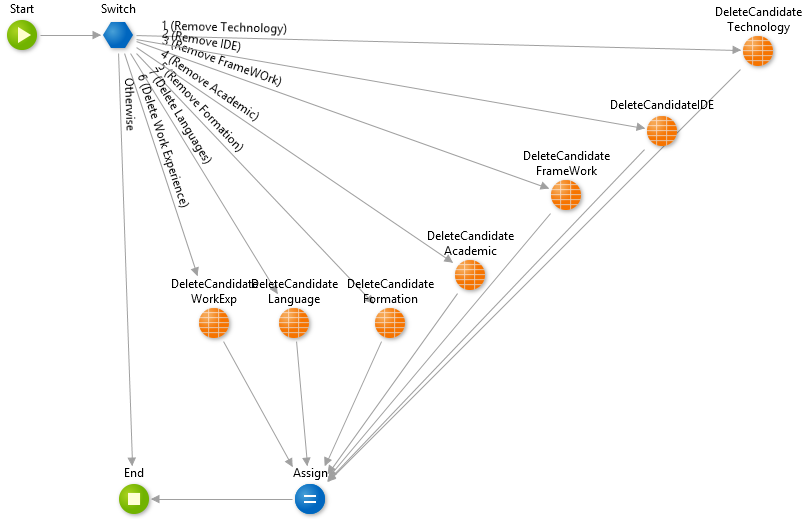 Start
Switch
DeleteCandidate
Technology
1 (Remove Technology)
2 (Remove IDE)
3 (Remove FrameWOrk)
4 (Remove Academic)
5 (Remove Formation)
7 (Delete Languages)
6 (Delete Work Experience)
Otherwise
DeleteCandidateIDE
DeleteCandidate
FrameWork
DeleteCandidate
Academic
DeleteCandidate
WorkExp
DeleteCandidate
Language
DeleteCandidate
Formation
End
Assign